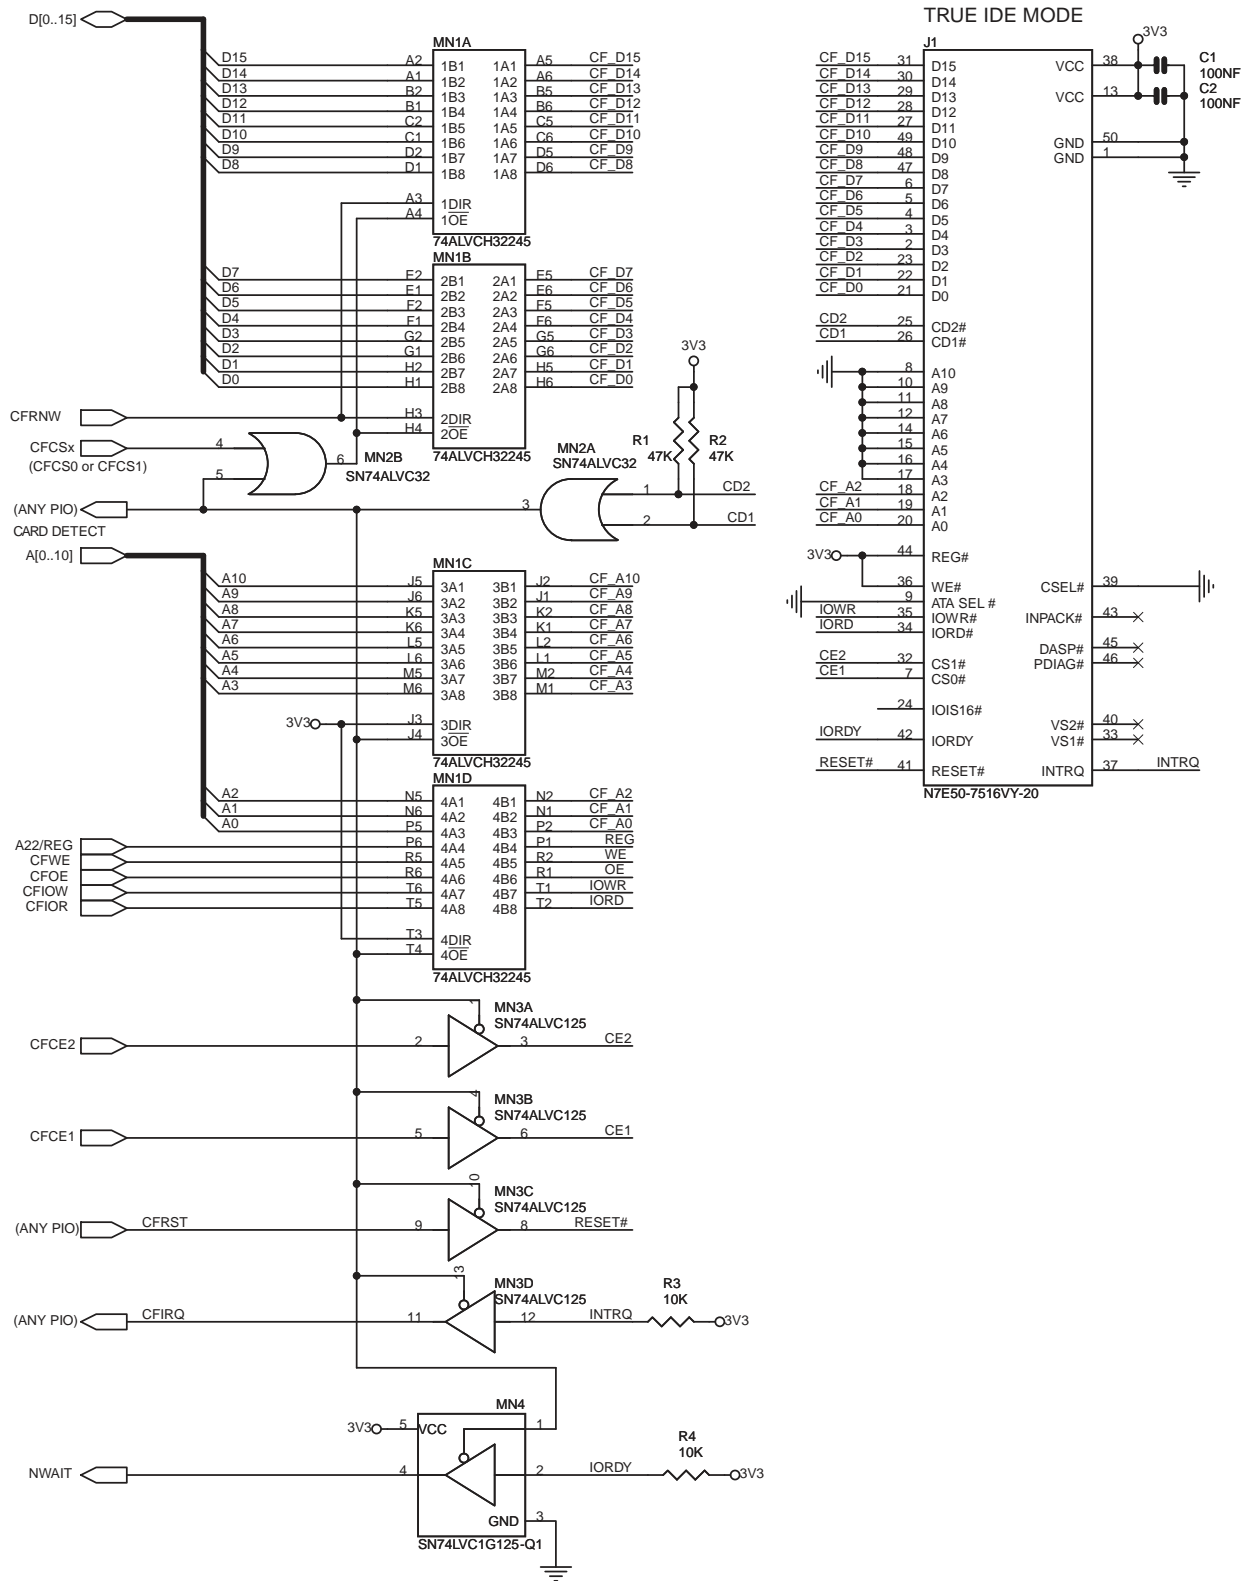 TRUE IDE MODE
D[0..15]
MN1A
D15 A2 1B1 1A1 A5 CF_D15
D14 A1 1B2 1A2 A6 CF_D14
D13 B2 1B3 1A3 B5 CF_D13
D12 B1 1B4 1A4 B6 CF_D12
D11 C2 1B5 1A5 C5 CF_D11
D10 C1 1B6 1A6 C6 CF_D10
D9 D2 1B7 1A7 D5 CF_D9
D8 D1 1B8 1A8 D6 CF_D8
A3 1DIR
A4 1OE
74ALVCH32245
MN1B
D7 E2 2B1 2A1 E5 CF_D7
D6 E1 2B2 2A2 E6 CF_D6
D5 F2 2B3 2A3 F5 CF_D5
D4 F1 2B4 2A4 F6 CF_D4
D3 G2 2B5 2A5 G5 CF_D3
D2 G1 2B6 2A6 G6 CF_D2
D1 H2 2B7 2A7 H5 CF_D1
D0 H1 2B8 2A8 H6 CF_D0
CFRNW H3 2DIR
H4 2OE
74ALVCH32245
CFCSx 4
(CFCS0 or CFCS1)
5
6 MN2B
SN74ALVC32
3V3
R1 47K
R2 47K
MN2A
SN74ALVC32
1 CD2
2 CD1
3
(ANY PIO)
CARD DETECT
A[0..10]
MN1C
A10 J5 3A1 3B1 J2 CF_A10
A9 J6 3A2 3B2 J1 CF_A9
A8 K5 3A3 3B3 K2 CF_A8
A7 K6 3A4 3B4 K1 CF_A7
A6 L5 3A5 3B5 L2 CF_A6
A5 L6 3A6 3B6 L1 CF_A5
A4 M5 3A7 3B7 M2 CF_A4
A3 M6 3A8 3B8 M1 CF_A3
3V3 J3 3DIR
J4 3OE
74ALVCH32245
MN1D
A2 N5 4A1 4B1 N2 CF_A2
A1 N6 4A2 4B2 N1 CF_A1
A0 P5 4A3 4B3 P2 CF_A0
A22/REG P6 4A4 4B4 P1 REG
CFWE R5 4A5 4B5 R2 WE
CFOE R6 4A6 4B6 R1 OE
CFIOW T6 4A7 4B7 T1 IOWR
CFIOR T5 4A8 4B8 T2 IORD
T3 4DIR
T4 4OE
74ALVCH32245
1 MN3A
SN74ALVC125
CFCE2 2 3 CE2
4 MN3B
SN74ALVC125
CFCE1 5 6 CE1
10 MN3C
SN74ALVC125
(ANY PIO) CFRST 9 8 RESET#
13 MN3D
SN74ALVC125
R3
10K
(ANY PIO) CFIRQ 11 12 INTRQ 3V3
MN4
3V3 5 VCC 1
R4
10K
NWAIT 4 2 IORDY 3V3
GND 3
SN74LVC1G125-Q1
J1
CF_D15 31 D15
CF_D14 30 D14
CF_D13 29 D13
CF_D12 28 D12
CF_D11 27 D11
CF_D10 49 D10
CF_D9 48 D9
CF_D8 47 D8
CF_D7 6 D7
CF_D6 5 D6
CF_D5 4 D5
CF_D4 3 D4
CF_D3 2 D3
CF_D2 23 D2
CF_D1 22 D1
CF_D0 21 D0
CD2 25 CD2#
CD1 26 CD1#
8 A10
10 A9
11 A8
12 A7
14 A6
15 A5
16 A4
17 A3
CF_A2 18 A2
CF_A1 19 A1
CF_A0 20 A0
3V3 44 REG#
36 WE#
9 ATA SEL #
IOWR 35 IOWR#
IORD 34 IORD#
CE2 32 CS1#
CE1 7 CS0#
24 IOIS16#
IORDY 42 IORDY
RESET# 41 RESET#
3V3
VCC 38
C1
100NF
VCC 13
C2
100NF
GND 50
GND 1
CSEL# 39
INPACK# 43
DASP# 45
PDIAG# 46
VS2# 40
VS1# 33
INTRQ 37 INTRQ
N7E50-7516VY-20